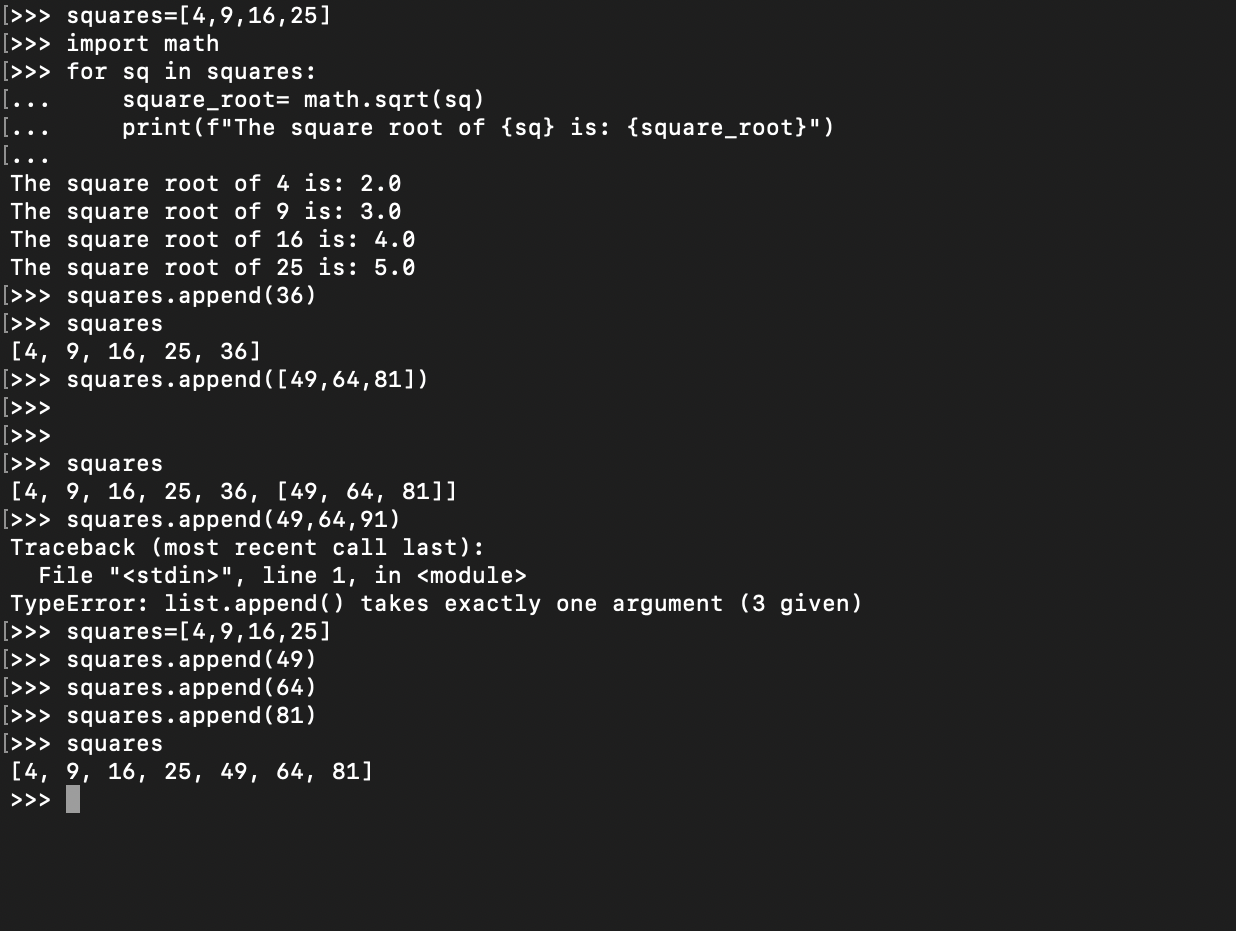 [>>> squares=[4,9,16,25]
[>>> import math
[>>> for sq in squares:
[...     square_root= math.sqrt(sq)
[...     print(f"The square root of {sq} is: {square_root}")
[...
The square root of 4 is: 2.0
The square root of 9 is: 3.0
The square root of 16 is: 4.0
The square root of 25 is: 5.0
[>>> squares.append(36)
[>>> squares
[4, 9, 16, 25, 36]
[>>> squares.append([49,64,81])
[>>>
[>>>
[>>> squares
[4, 9, 16, 25, 36, [49, 64, 81]]
[>>> squares.append(49,64,91)
Traceback (most recent call last):
  File "<stdin>", line 1, in <module>
TypeError: list.append() takes exactly one argument (3 given)
[>>> squares=[4,9,16,25]
[>>> squares.append(49)
[>>> squares.append(64)
[>>> squares.append(81)
[>>> squares
[4, 9, 16, 25, 49, 64, 81]
>>>